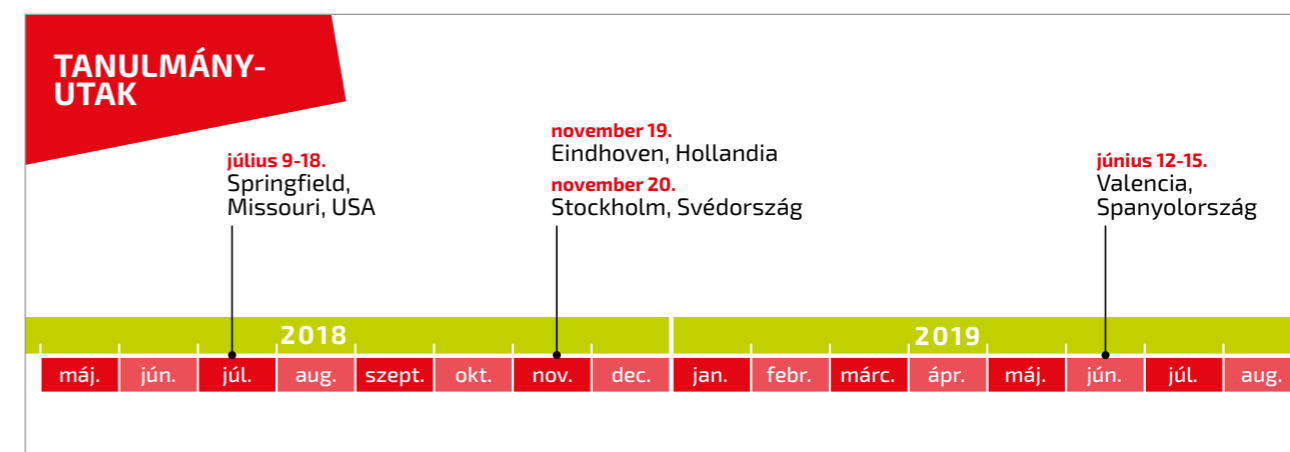 TANULMÁNY-
UTAK
július 9-18.
Springfield,
Missouri, USA
november 19.
Eindhoven, Hollandia
november 20.
Stockholm, Svédország
június 12-15.
Valencia,
Spanyolország
2018 2019
máj. jún. júl. aug. szept. okt. nov. dec. jan. febr. márc. ápr. máj. jún. júl. aug.